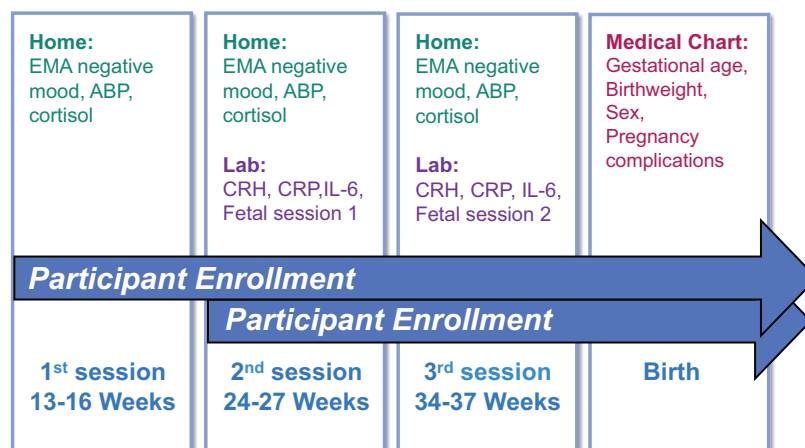 Home:
EMA negative
mood, ABP,
cortisol
Home:
EMA negative
mood, ABP,
cortisol
Lab:
CRH, CRP,IL-6,
Fetal session 1
Home:
EMA negative
mood, ABP,
cortisol
Lab:
CRH, CRP, IL-6,
Fetal session 2
Medical Chart:
Gestational age,
Birthweight,
Sex,
Pregnancy
complications
Participant Enrollment
Participant Enrollment
1st session
13-16 Weeks
2nd session
24-27 Weeks
3rd session
34-37 Weeks
Birth